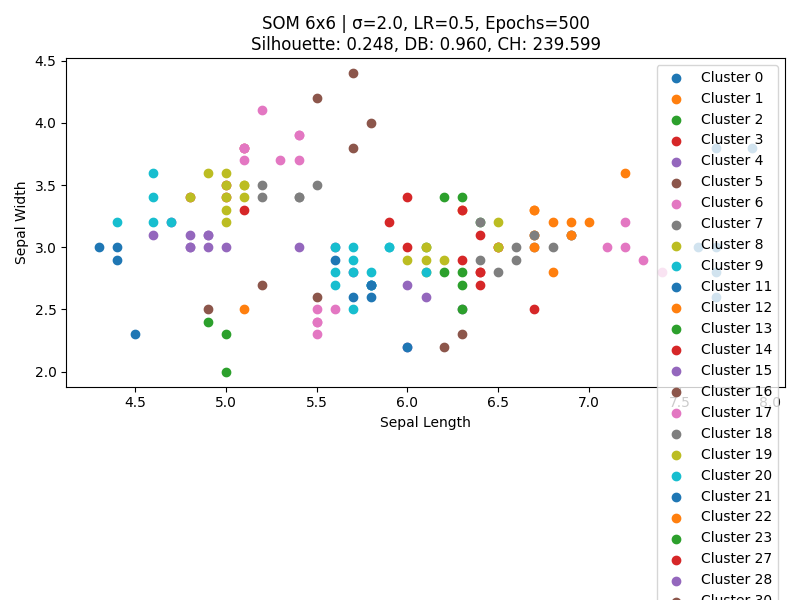 SOM 6x6 | σ=2.0, LR=0.5, Epochs=500
Silhouette: 0.248, DB: 0.960, CH: 239.599
4.5
4.0
3.5
3.0
2.5
2.0
Sepal Width
4.5 5.0 5.5 6.0 6.5 7.0 7.5 8.0
Sepal Length
Cluster 0
Cluster 1
Cluster 2
Cluster 3
Cluster 4
Cluster 5
Cluster 6
Cluster 7
Cluster 8
Cluster 9
Cluster 11
Cluster 12
Cluster 13
Cluster 14
Cluster 15
Cluster 16
Cluster 17
Cluster 18
Cluster 19
Cluster 20
Cluster 21
Cluster 22
Cluster 23
Cluster 27
Cluster 28
Cluster 30